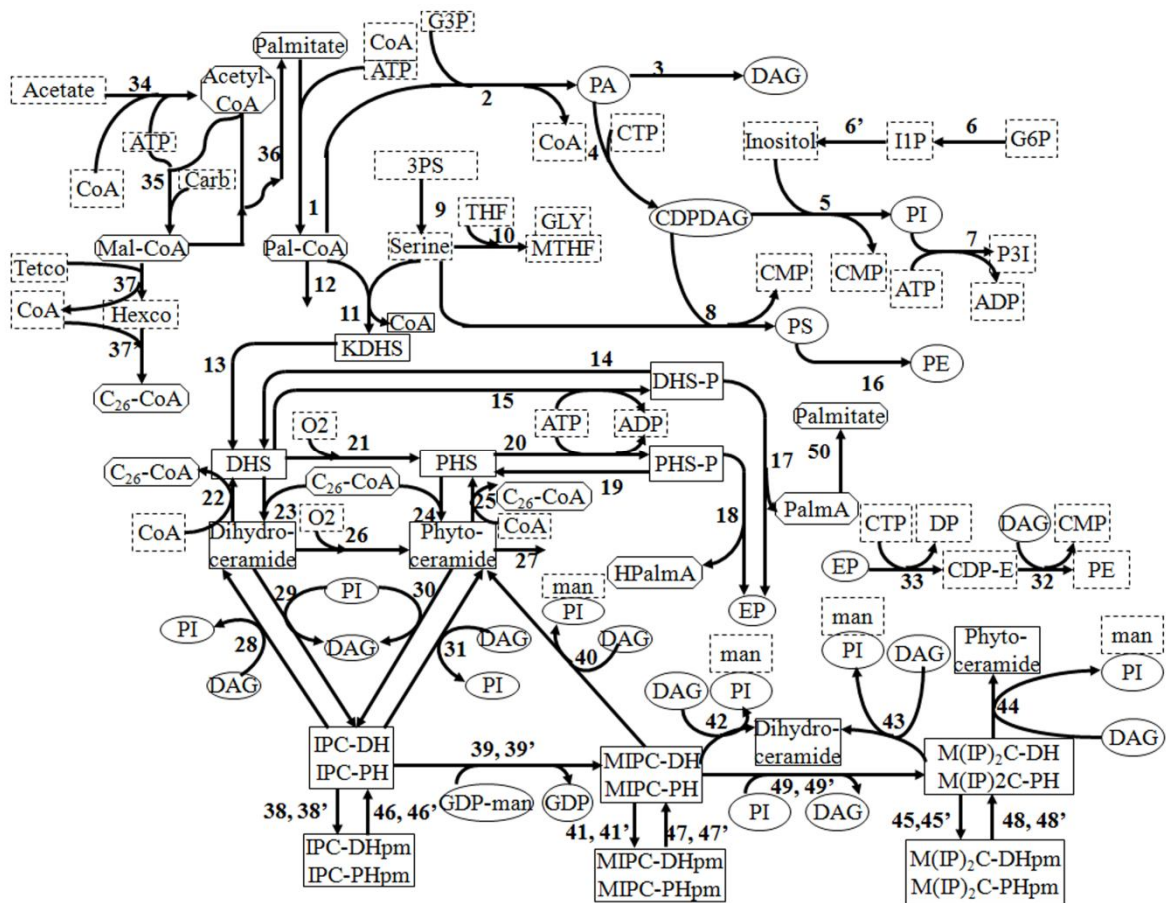 G3P
Palmitate
CoA
ATP
34
Acetyl-
CoA
Acetate
2
PA
3
DAG
ATP
CoA
CoA
36
CTP
4
Inositol
6’
I1P
6
G6P
35
Carb
3PS
9
1
THF
GLY
10
MTHF
CDPDAG
5
PI
Mal-CoA
Pal-CoA
Serine
7
P3I
Tetco
37
12
CMP
CMP
ATP
ADP
CoA
Hexco
11
CoA
8
PS
37’
KDHS
13
14
PE
DHS-P
16
C26-CoA
15
Palmitate
O2
21
20
ATP
ADP
50
DHS
PHS
PHS-P
17
C26-CoA
22
C26-CoA
25
C26-CoA
19
PalmA
23
O2
24
CoA
18
CTP
DP
DAG
CMP
CoA
Dihydro-
ceramide
26
Phyto-
ceramide
27
HPalmA
EP
33
CDP-E
32
PE
29
PI
30
man
PI
EP
PI
28
DAG
31
DAG
40
DAG
man
PI
man
PI
DAG
Phyto-
ceramide
man
PI
DAG
PI
DAG
42
Dihydro-
ceramide
43
44
DAG
IPC-DH
IPC-PH
39, 39’
MIPC-DH
MIPC-PH
M(IP)2C-DH
M(IP)2C-PH
GDP-man
GDP
49, 49’
PI
DAG
38, 38’
46, 46’
41, 41’
47, 47’
45,45’
48, 48’
IPC-DHpm
IPC-PHpm
MIPC-DHpm
MIPC-PHpm
M(IP)2C-DHpm
M(IP)2C-PHpm